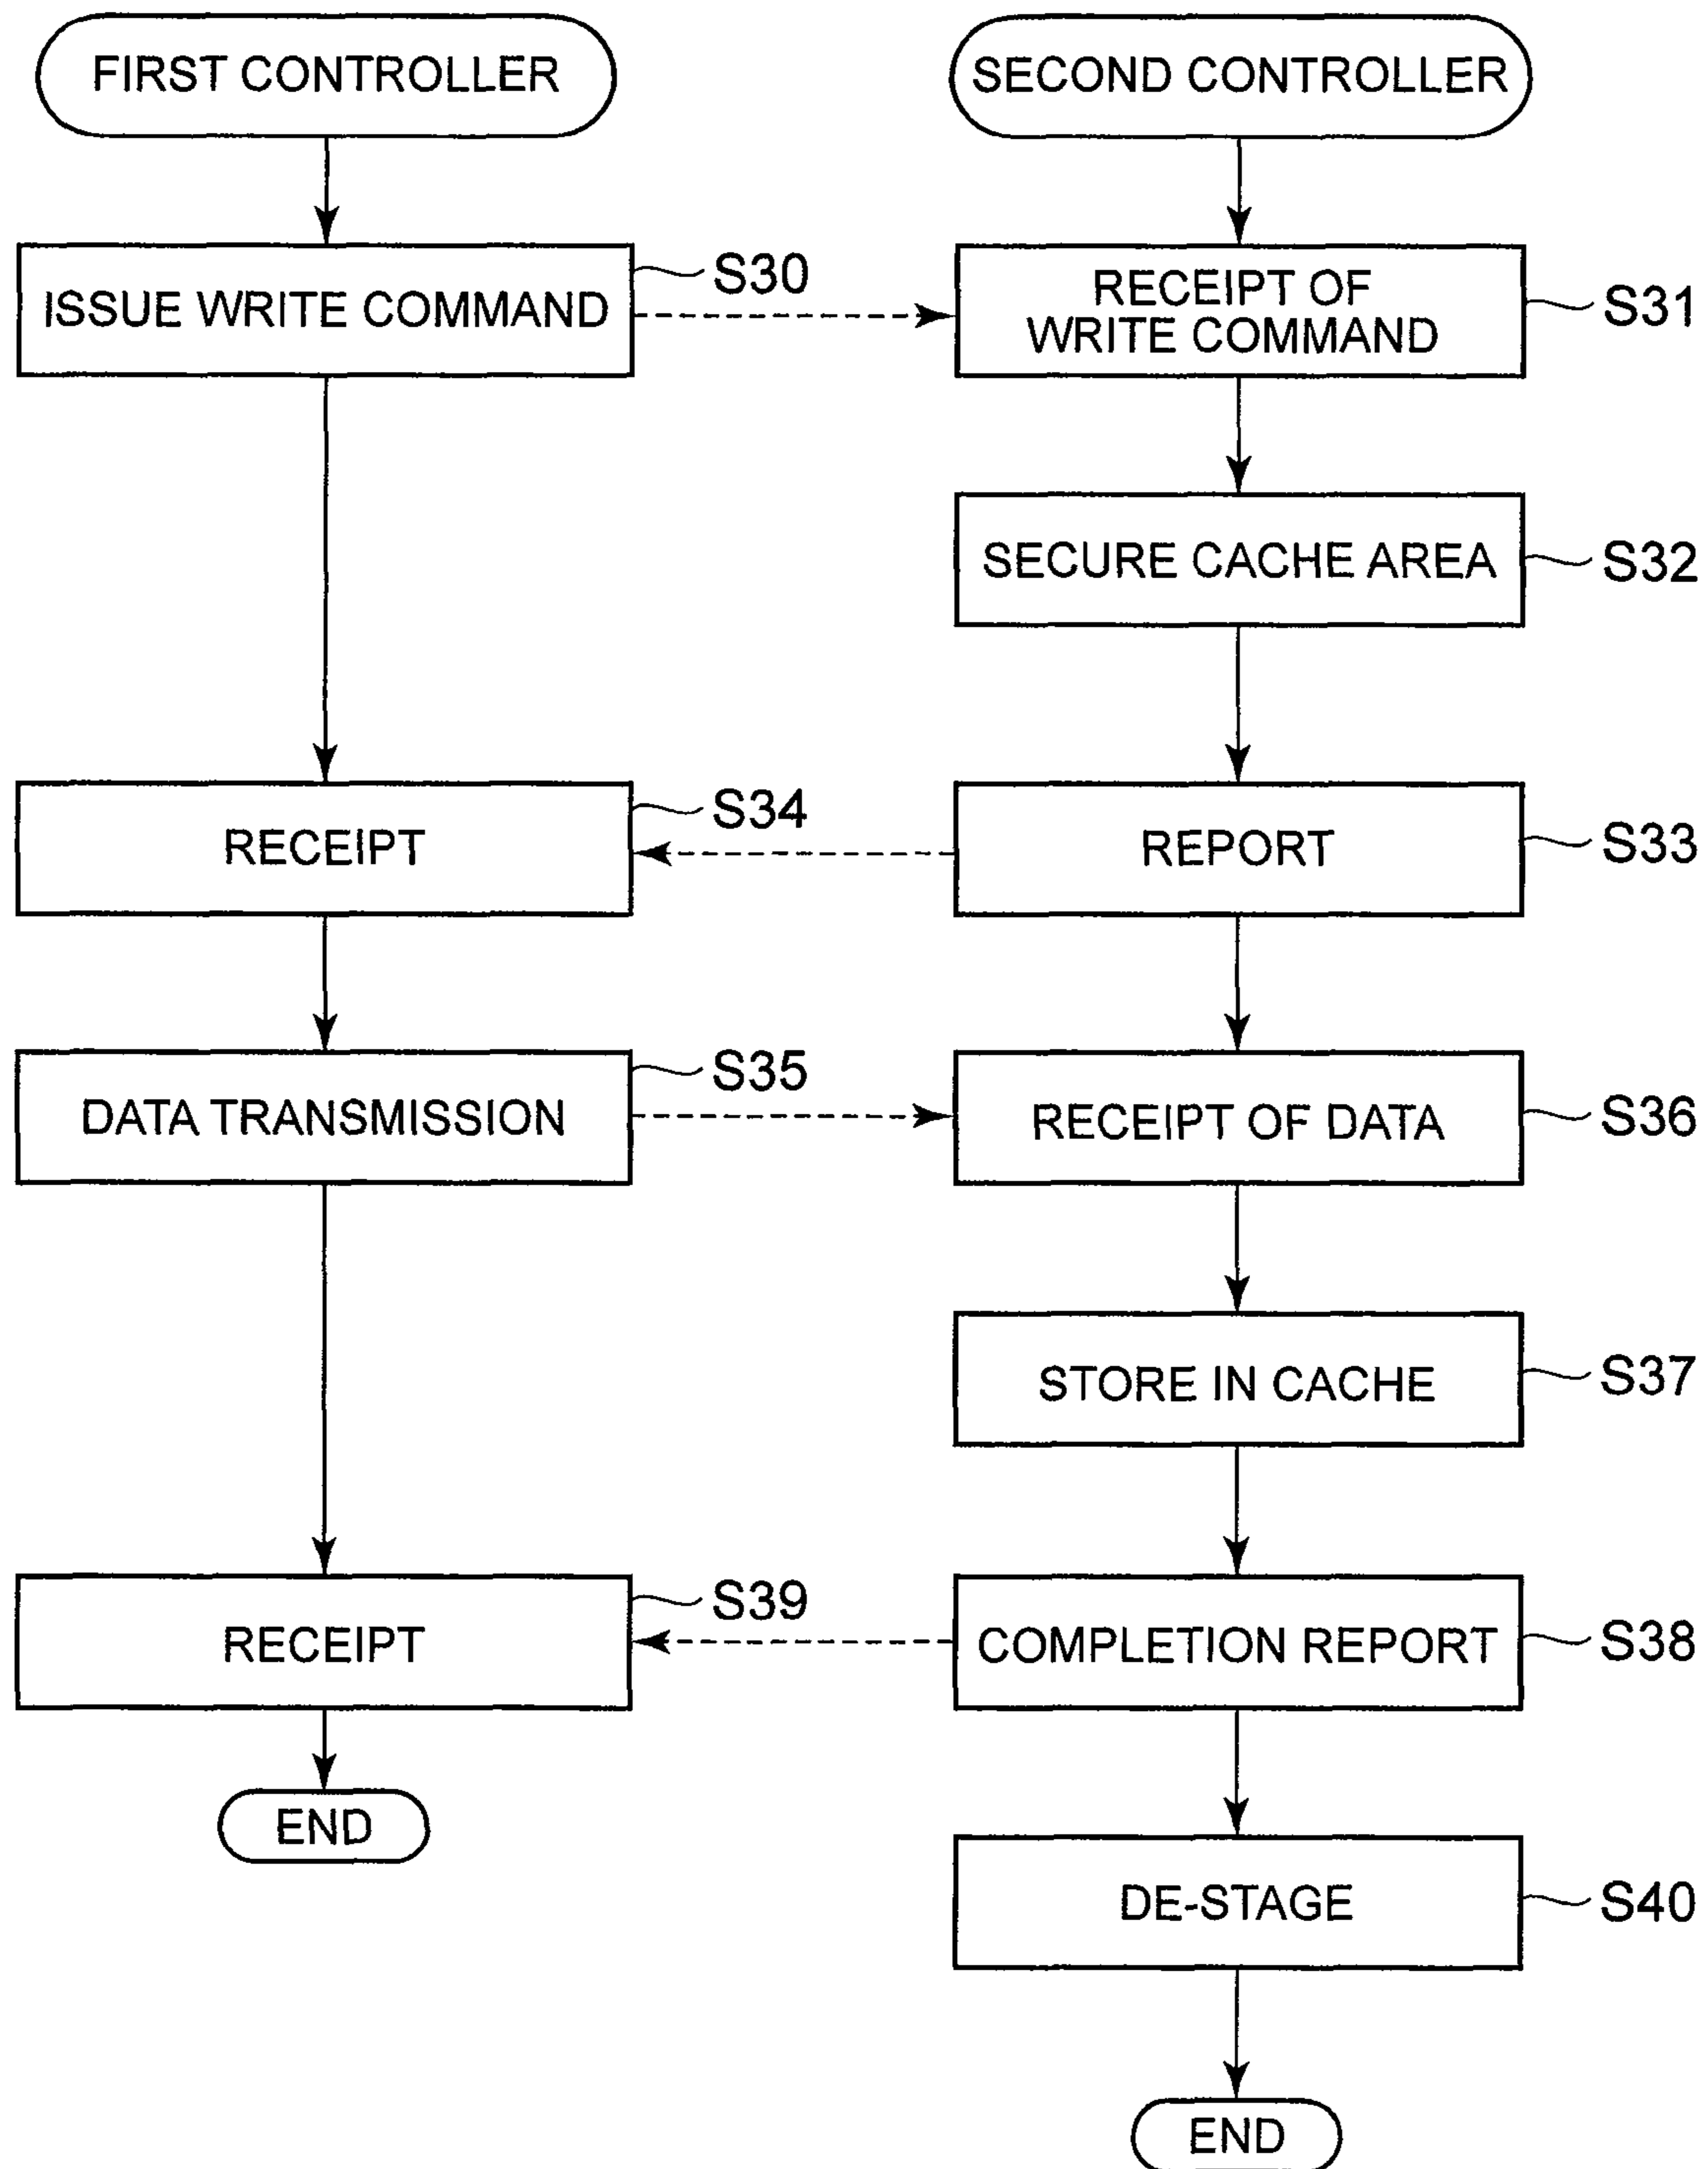 FIRST CONTROLLER
SECOND CONTROLLER
ISSUE WRITE COMMAND
S30
RECEIPT OF
WRITE COMMAND
S31
SECURE CACHE AREA
S32
RECEIPT
S34
REPORT
S33
DATA TRANSMISSION
S35
RECEIPT OF DATA
S36
STORE IN CACHE
S37
RECEIPT
S39
COMPLETION REPORT
S38
END
DE-STAGE
S40
END